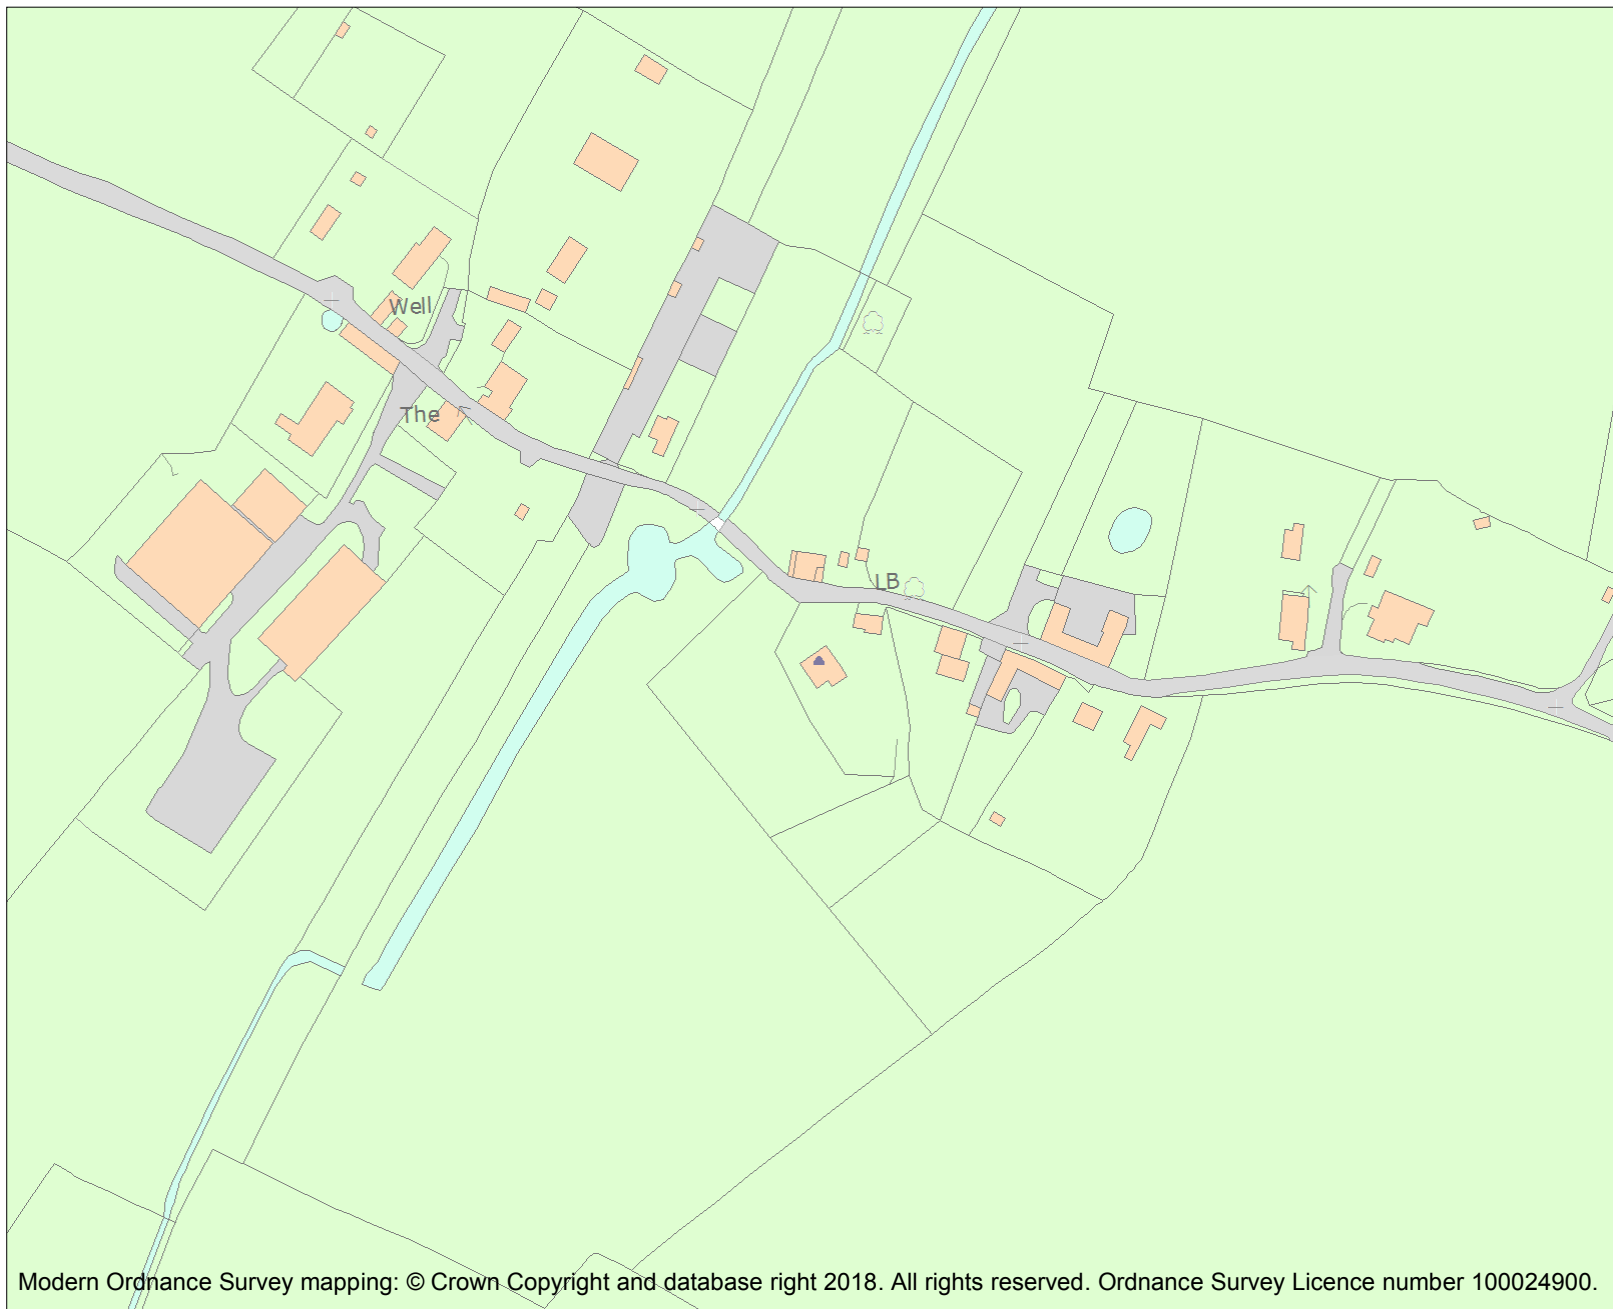 Well
The
LB
Modern Ordnance Survey mapping: © Crown Copyright and database right 2018. All rights reserved. Ordnance Survey Licence number 100024900.